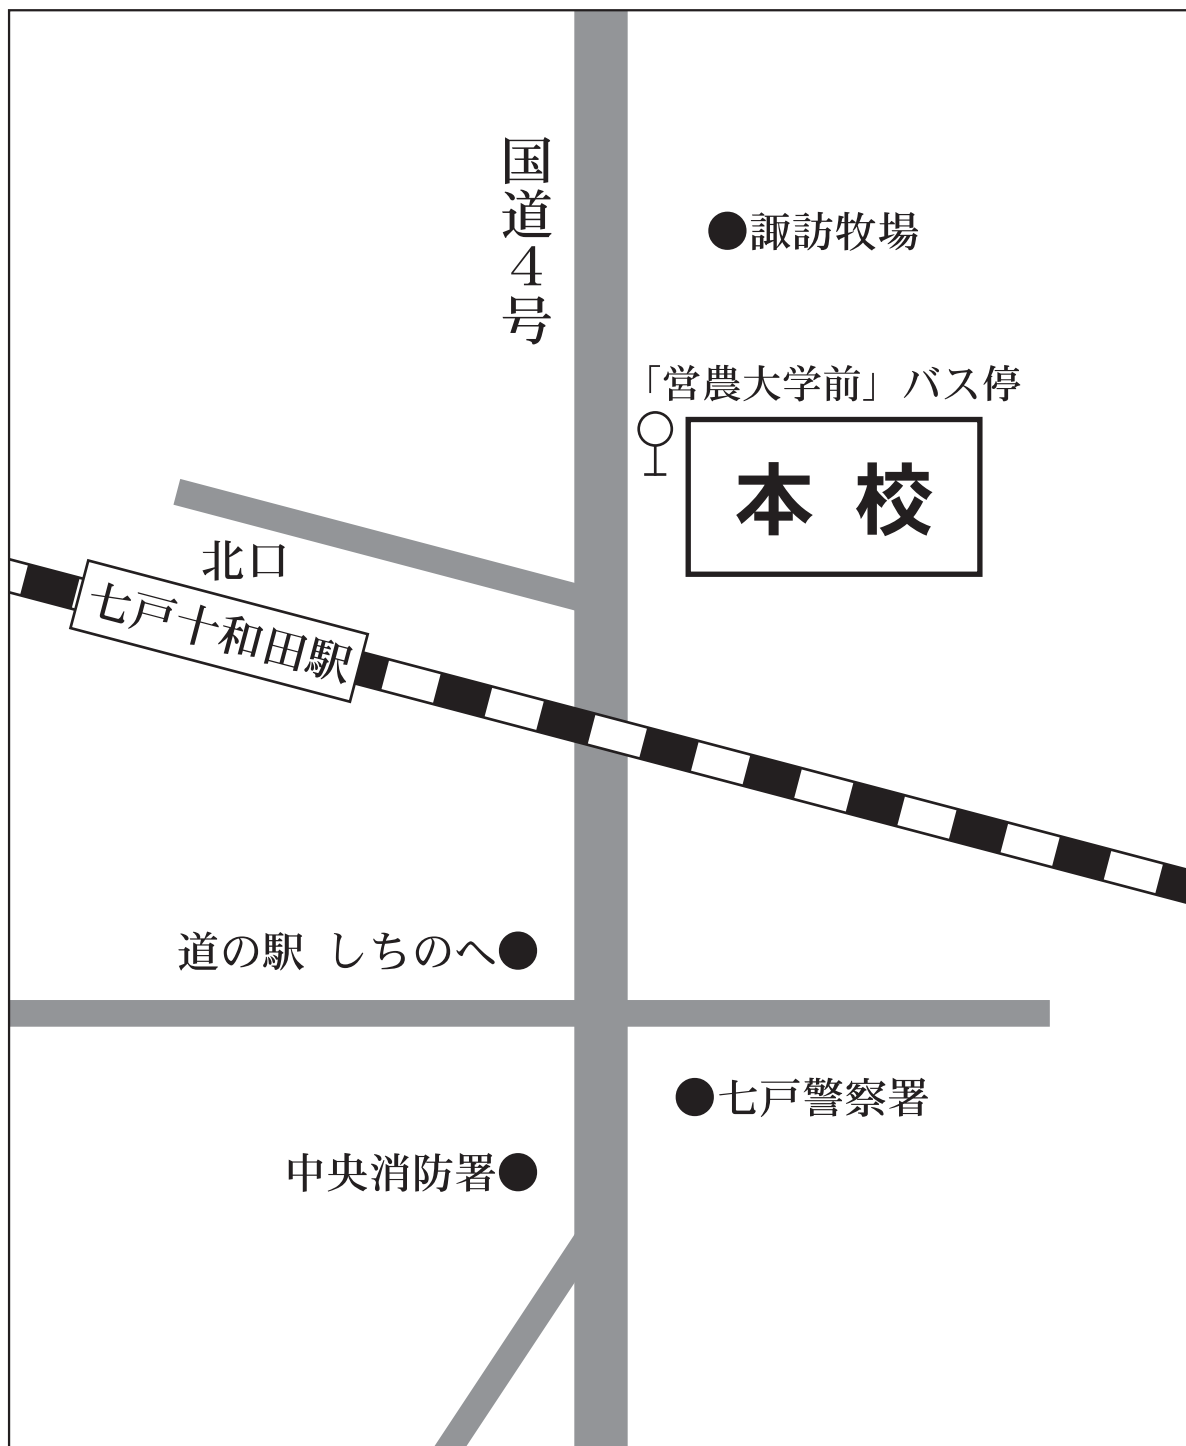 国道4号
諏訪牧場
「営農大学前」バス停
本 校
北口
七戸十和田駅
道の駅 しちのへ
七戸警察署
中央消防署